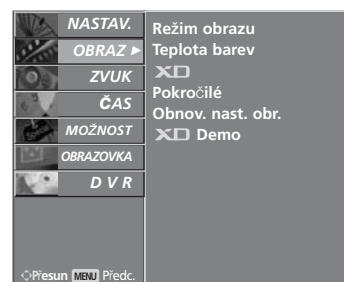 NASTAV.
OBRAZ ►
ZVUK
ČAS
MOŽNOST
OBRAZOVKA
D V R
Režim obrazu
Teplota barev
XD
Pokročilé
Obnov. nast. obr.
XD Demo
Přesun MENU Předc.